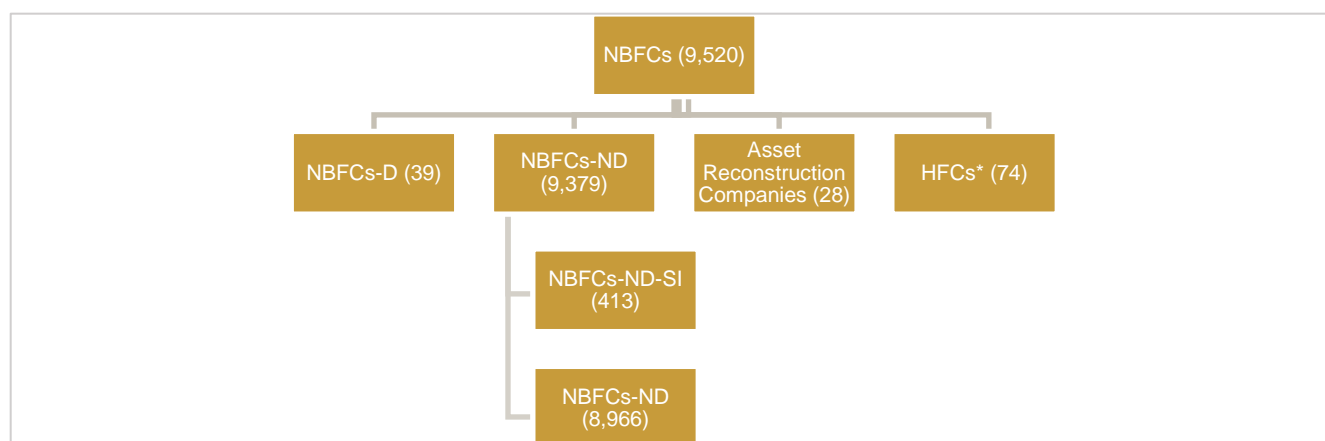 NBFCs (9,520)
NBFCs-D (39)
NBFCs-ND
(9,379)
Asset
Reconstruction
Companies (28)
HFCs* (74)
NBFCs-ND-SI
(413)
NBFCs-ND
(8,966)